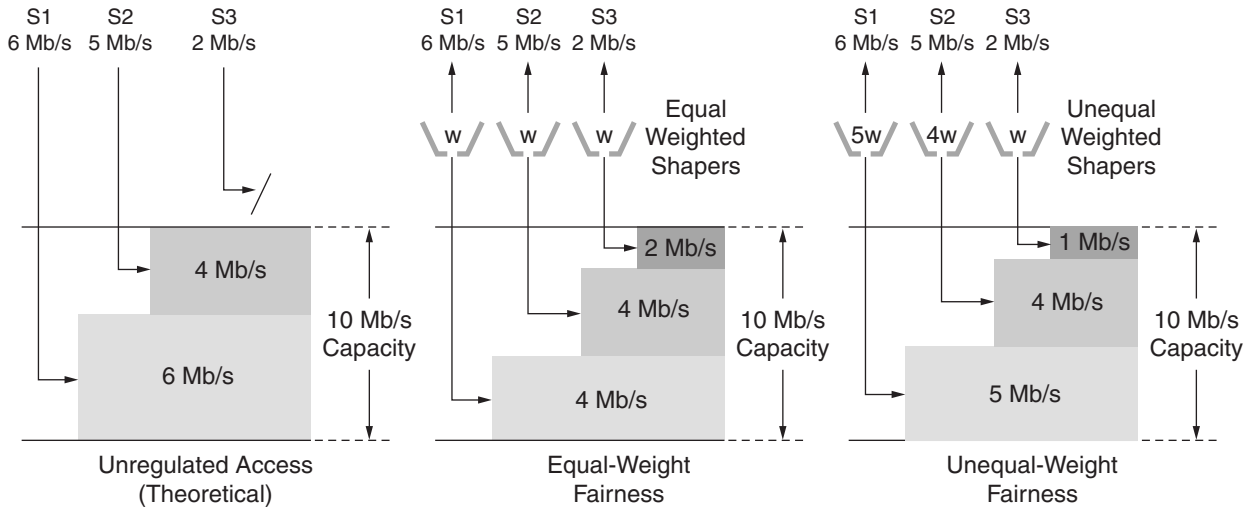 S1
6 Mb/s
S2
5 Mb/s
S3
2 Mb/s
4 Mb/s
6 Mb/s
10 Mb/s
Capacity
Unregulated Access
(Theoretical)
S1
6 Mb/s
S2
5 Mb/s
S3
2 Mb/s
w
w
w
Equal
Weighted
Shapers
2 Mb/s
4 Mb/s
4 Mb/s
10 Mb/s
Capacity
Equal-Weight
Fairness
S1
6 Mb/s
S2
5 Mb/s
S3
2 Mb/s
5w
4w
w
Unequal
Weighted
Shapers
1 Mb/s
4 Mb/s
5 Mb/s
10 Mb/s
Capacity
Unequal-Weight
Fairness